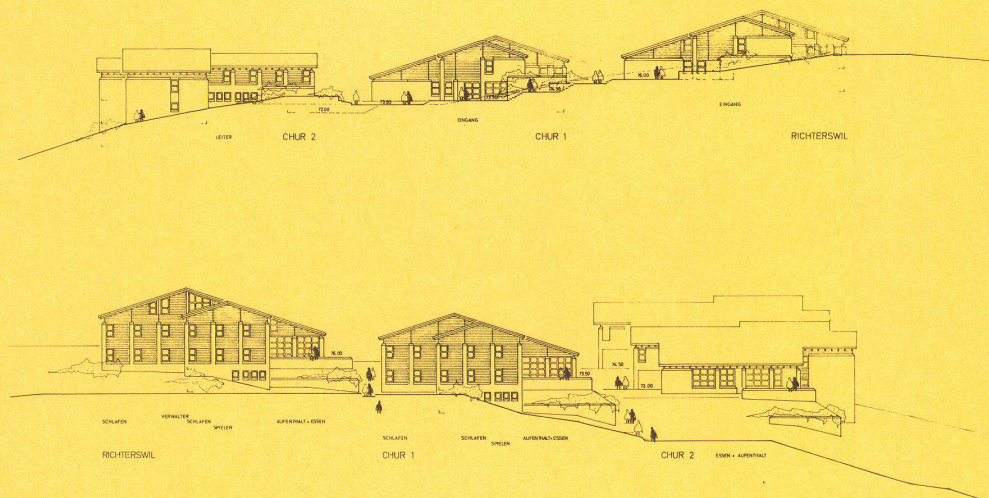 76.00
72.00
73.00
73.50
74.50
EINGANG
EINGANG
LEITER
CHUR 2
CHUR 1
RICHTERSWIL
76.00
73.50
74.50
72.00
SCHLAFEN
VERWALTER
SCHLAFEN
SPIELEN
AUFENTHALT + ESSEN
SCHLAFEN
SCHLAFEN
SPIELEN
AUFENTHALT+ESSEN
RICHTERSWIL
CHUR 1
CHUR 2
ESSEN + AUFENTHALT